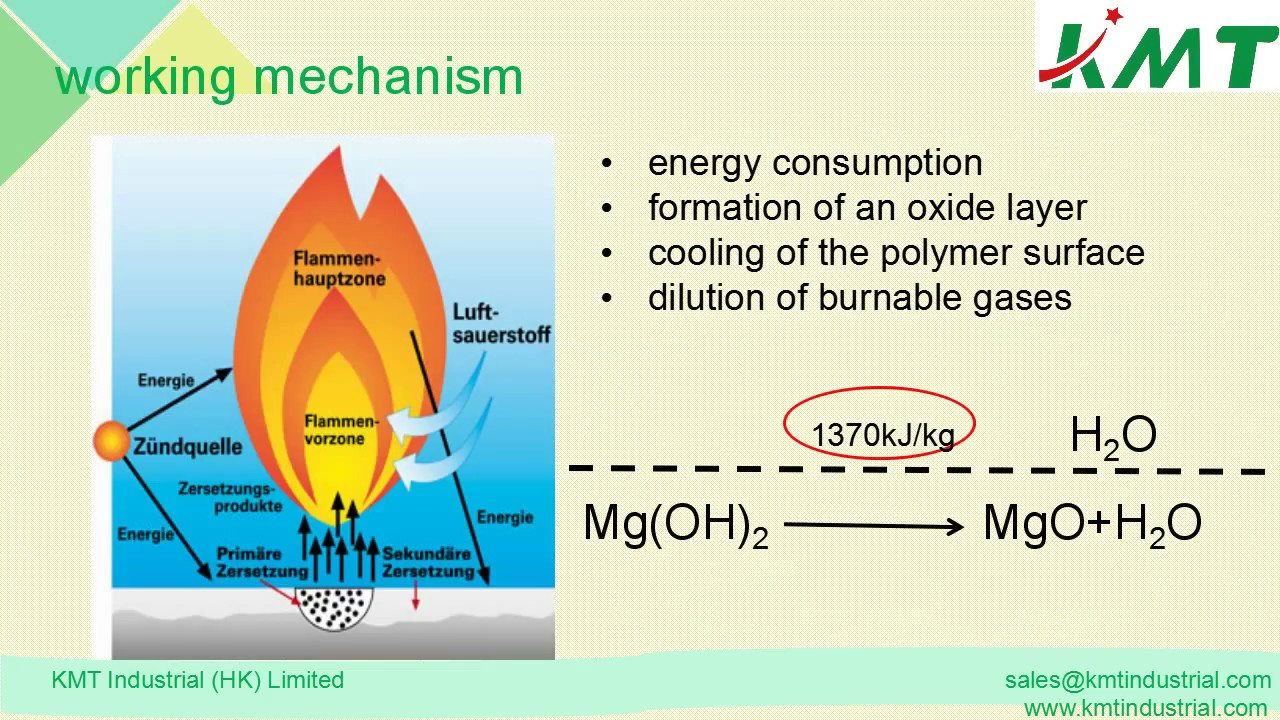 KMT
working mechanism
Flammen-
hauptzone
Luft-
sauerstoff
Energie
Flammen-
vorzone
Zündquelle
Zersetzungs-
produkte
Energie
Energie
Primäre
Zersetzung
Sekundäre
Zersetzung
• energy consumption
• formation of an oxide layer
• cooling of the polymer surface
• dilution of burnable gases
1370kJ/kg
H₂O
Mg(OH)₂ → MgO+H₂O
KMT Industrial (HK) Limited
sales@kmtindustrial.com
www.kmtindustrial.com